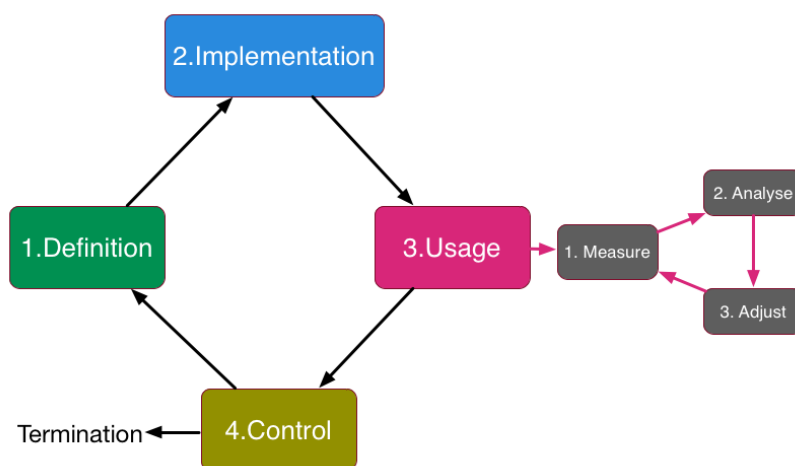 2.Implementation
1.Definition
3.Usage
4.Control
Termination
1. Measure
2. Analyse
3. Adjust